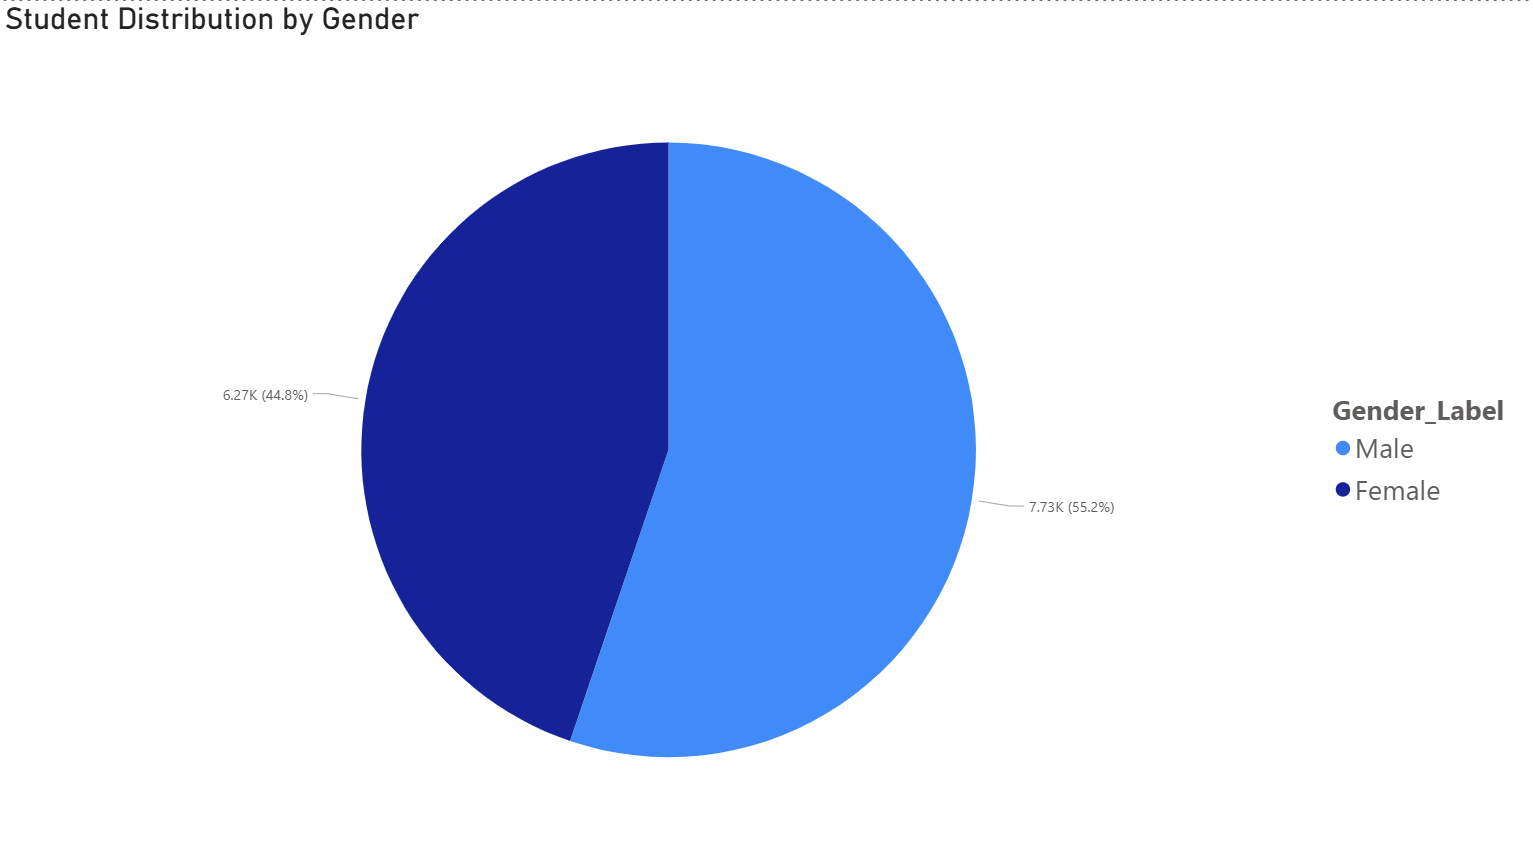 Student Distribution by Gender
6.27K (44.8%)
7.73K (55.2%)
Gender_Label
Male
Female